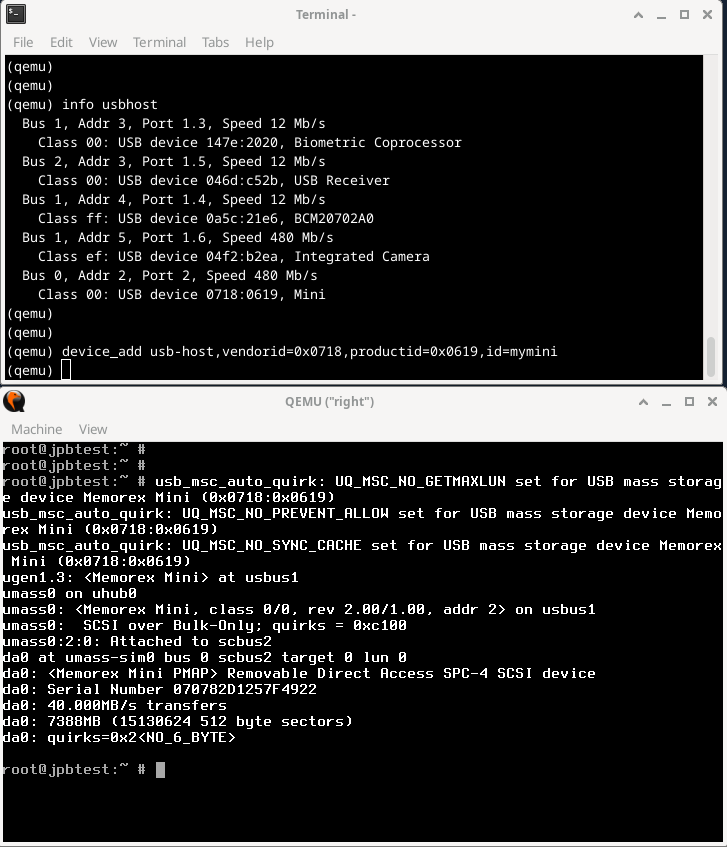 Terminal -
File Edit View Terminal Tabs Help
(qemu)
(qemu)
(qemu) info usbhost
  Bus 1, Addr 3, Port 1.3, Speed 12 Mb/s
    Class 00: USB device 147e:2020, Biometric Coprocessor
  Bus 2, Addr 3, Port 1.5, Speed 12 Mb/s
    Class 00: USB device 046d:c52b, USB Receiver
  Bus 1, Addr 4, Port 1.4, Speed 12 Mb/s
    Class ff: USB device 0a5c:21e6, BCM20702A0
  Bus 1, Addr 5, Port 1.6, Speed 480 Mb/s
    Class ef: USB device 04f2:b2ea, Integrated Camera
  Bus 0, Addr 2, Port 2, Speed 480 Mb/s
    Class 00: USB device 0718:0619, Mini
(qemu)
(qemu)
(qemu) device_add usb-host,vendorid=0x0718,productid=0x0619,id=mymini
(qemu)
QEMU ("right")
Machine View
root@jpbtest:~ #
root@jpbtest:~ #
root@jpbtest:~ # usb_msc_auto_quirk: UQ_MSC_NO_GETMAXLUN set for USB mass storag
e device Memorex Mini (0x0718:0x0619)
usb_msc_auto_quirk: UQ_MSC_NO_PREVENT_ALLOW set for USB mass storage device Memo
rex Mini (0x0718:0x0619)
usb_msc_auto_quirk: UQ_MSC_NO_SYNC_CACHE set for USB mass storage device Memorex
 Mini (0x0718:0x0619)
ugen1.3: <Memorex Mini> at usbus1
umass0 on uhub0
umass0: <Memorex Mini, class 0/0, rev 2.00/1.00, addr 2> on usbus1
umass0:  SCSI over Bulk-Only; quirks = 0xc100
umass0:2:0: Attached to scbus2
da0 at umass-sim0 bus 0 scbus2 target 0 lun 0
da0: <Memorex Mini PMAP> Removable Direct Access SPC-4 SCSI device
da0: Serial Number 070782D1257F4922
da0: 40.000MB/s transfers
da0: 7388MB (15130624 512 byte sectors)
da0: quirks=0x2<NO_6_BYTE>
root@jpbtest:~ #